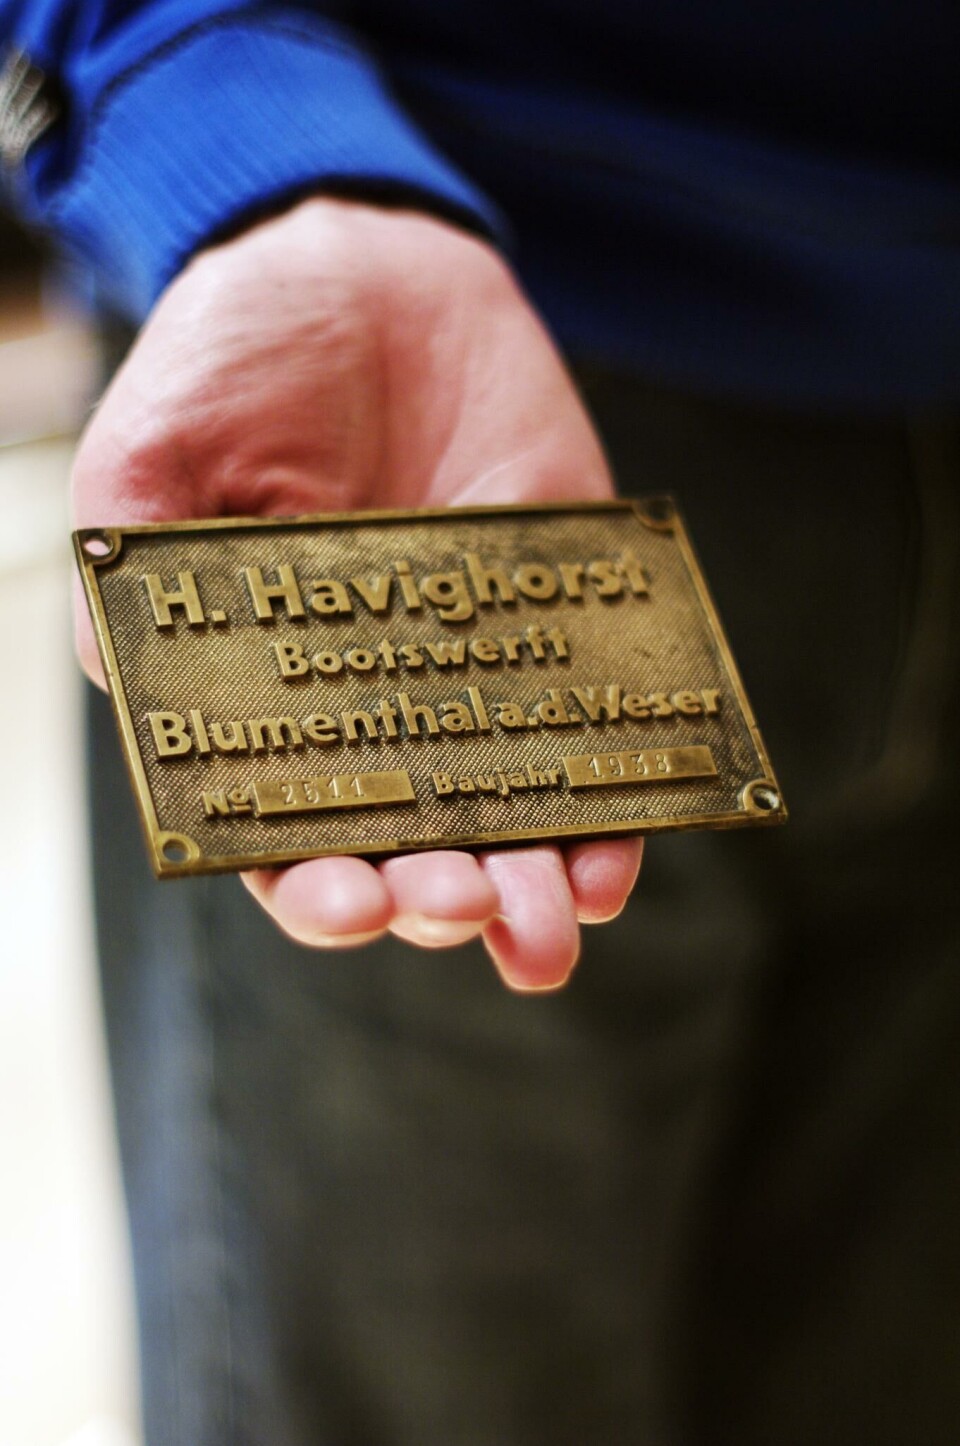 H. Havighorst
Bootswerft
Blumenthal a.d.Weser
No 2511 Baujahr 1938